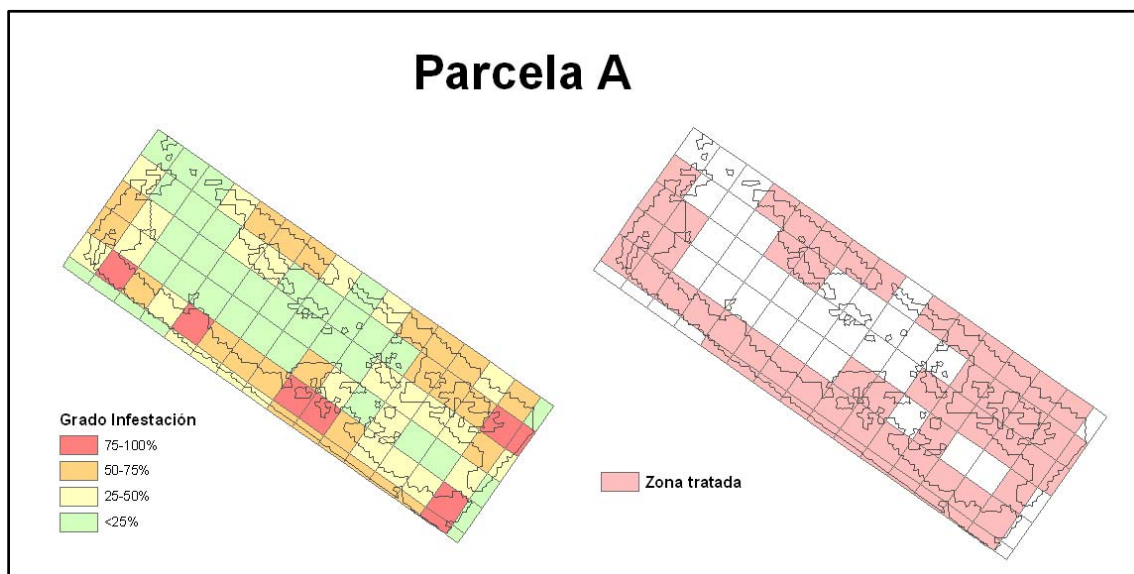 Parcela A
Grado Infestación
75-100%
50-75%
25-50%
<25%
Zona tratada